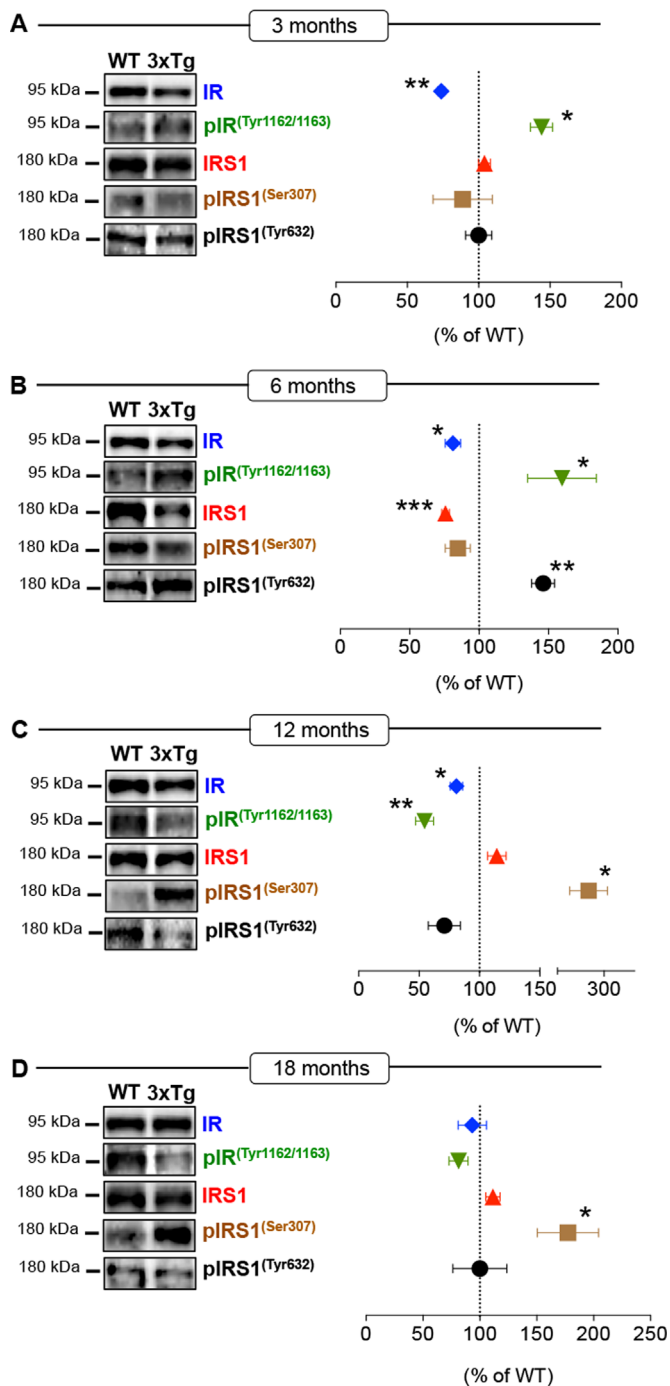 A 3 months
WT 3xTg
95 kDa IR
95 kDa pIR(Tyr1162/1163)
180 kDa IRS1
180 kDa pIRS1(Ser307)
180 kDa pIRS1(Tyr632)
** * 
0 50 100 150 200
(% of WT)
B 6 months
WT 3xTg
95 kDa IR
95 kDa pIR(Tyr1162/1163)
180 kDa IRS1
180 kDa pIRS1(Ser307)
180 kDa pIRS1(Tyr632)
*
*
***
**
0 50 100 150 200
(% of WT)
C 12 months
WT 3xTg
95 kDa IR
95 kDa pIR(Tyr1162/1163)
180 kDa IRS1
180 kDa pIRS1(Ser307)
180 kDa pIRS1(Tyr632)
*
**
*
0 50 100 150 300
(% of WT)
D 18 months
WT 3xTg
95 kDa IR
95 kDa pIR(Tyr1162/1163)
180 kDa IRS1
180 kDa pIRS1(Ser307)
180 kDa pIRS1(Tyr632)
*
0 50 100 150 200 250
(% of WT)